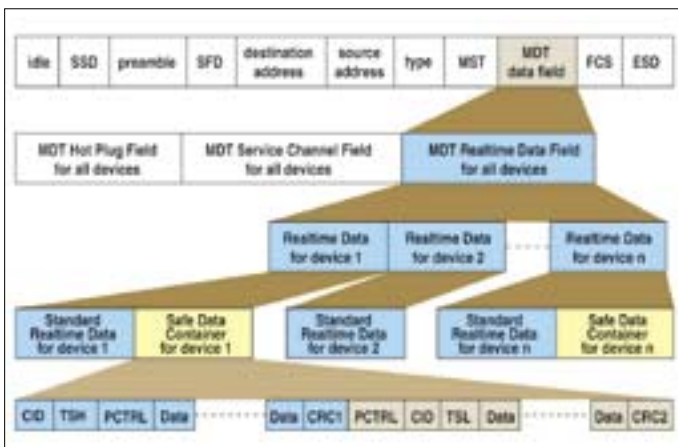 idle SSD preamble SFD destination address source address type MST MDT data field FCS ESD
MDT Hot Plug Field for all devices
MDT Service Channel Field for all devices
MDT Realtime Data Field for all devices
Realtime Data for device 1
Realtime Data for device 2
Realtime Data for device n
Standard Realtime Data for device 1
Safe Data Container for device 1
Standard Realtime Data for device 2
Standard Realtime Data for device n
Safe Data Container for device n
CID TSH PCTRL Data Data CRC1 PCTRL CID TSL Data Data CRC2